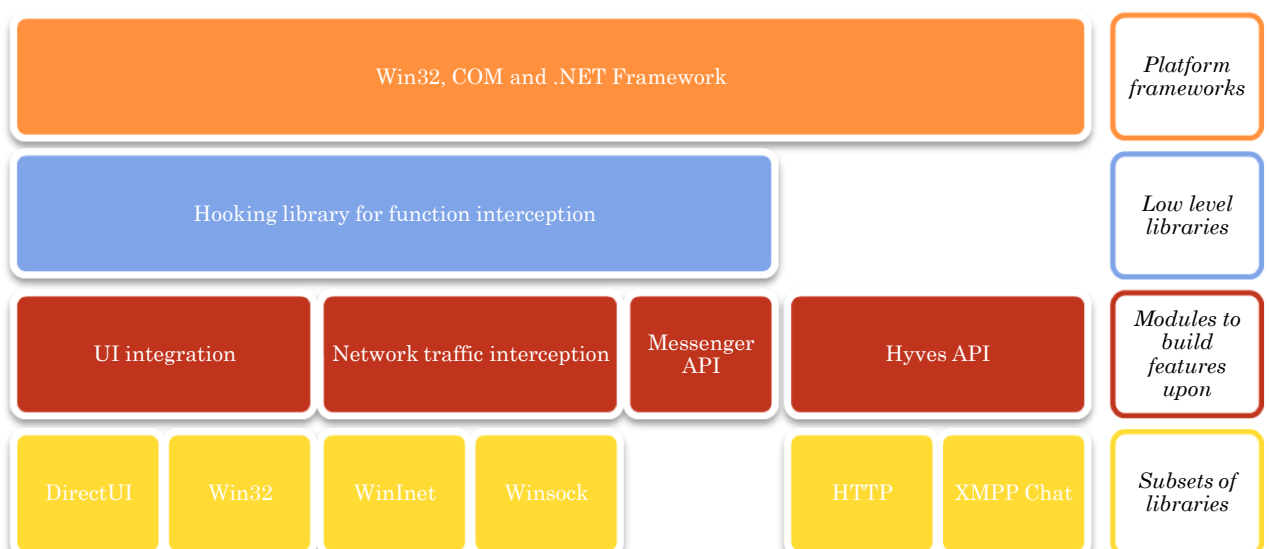 Win32, COM and .NET Framework
Platform
frameworks
Hooking library for function interception
Low level
libraries
UI integration
Network traffic interception
Messenger
API
Hyves API
Modules to
build
features
upon
DirectUI
Win32
WinInet
Winsock
HTTP
XMPP Chat
Subsets of
libraries